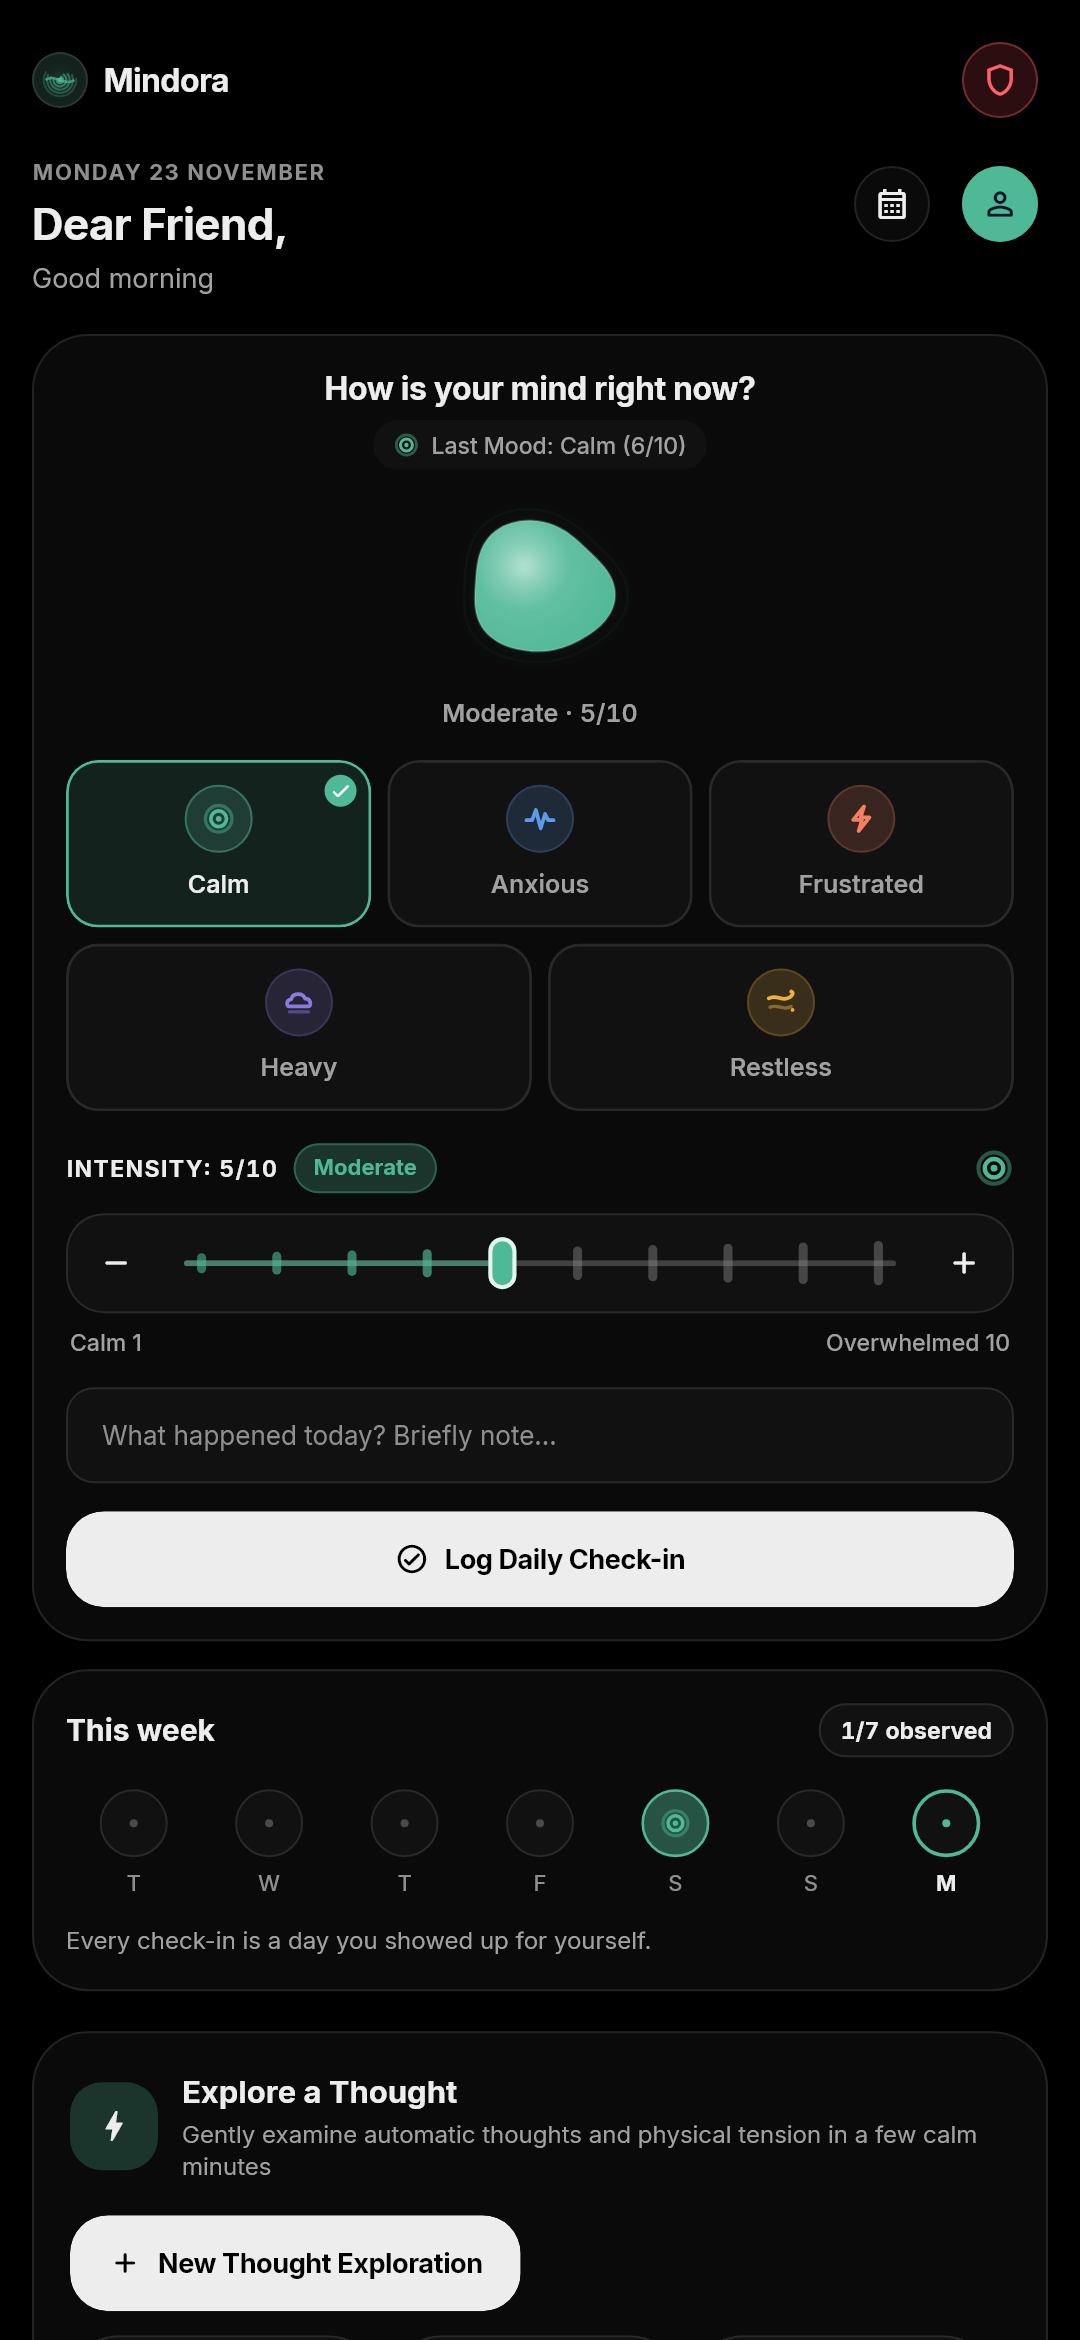 Mindora
MONDAY 23 NOVEMBER
Dear Friend,
Good morning
How is your mind right now?
Last Mood: Calm (6/10)
Moderate · 5/10
Calm
Anxious
Frustrated
Heavy
Restless
INTENSITY: 5/10
Moderate
Calm 1
Overwhelmed 10
What happened today? Briefly note...
Log Daily Check-in
This week
1/7 observed
T W T F S S M
Every check-in is a day you showed up for yourself.
Explore a Thought
Gently examine automatic thoughts and physical tension in a few calm
minutes
New Thought Exploration